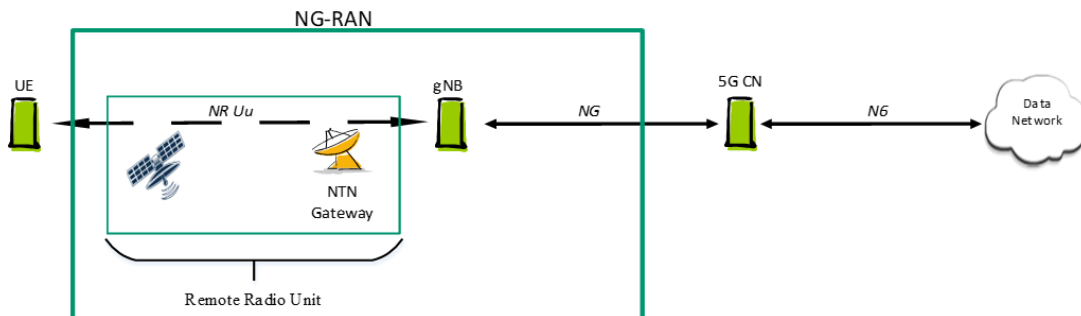 NG-RAN
UE
NR Uu
gNB
NG
5G CN
N6
Data
Network
NTN
Gateway
Remote Radio Unit